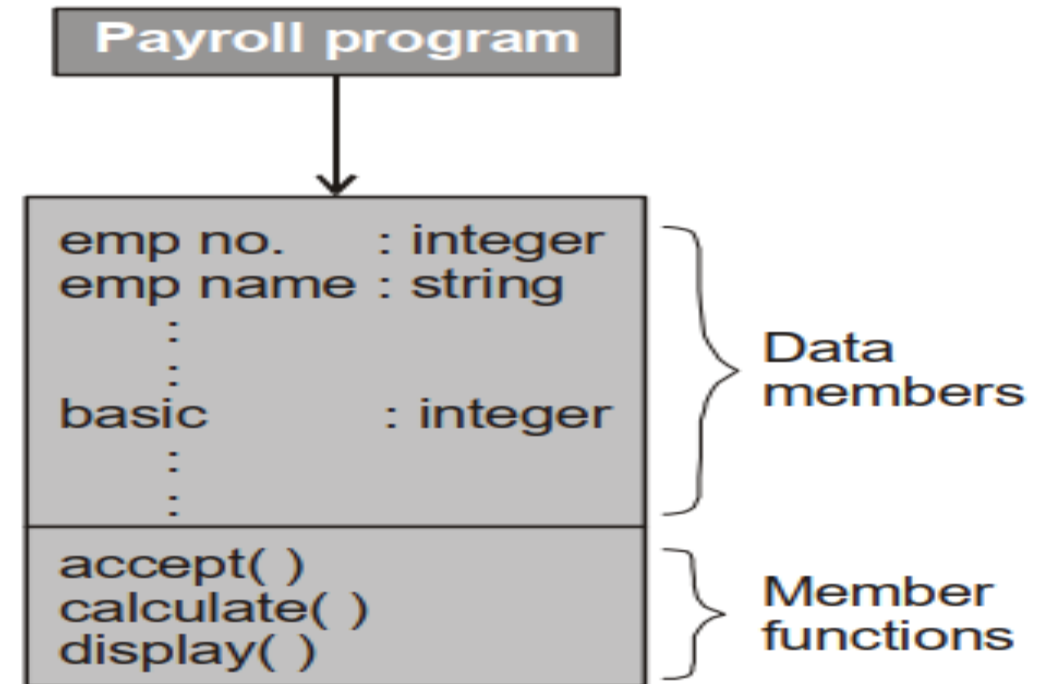 Payroll program
emp no. : integer
emp name : string
:
:
basic : integer
:
:
Data
members
accept( )
calculate( )
display( )
Member
functions